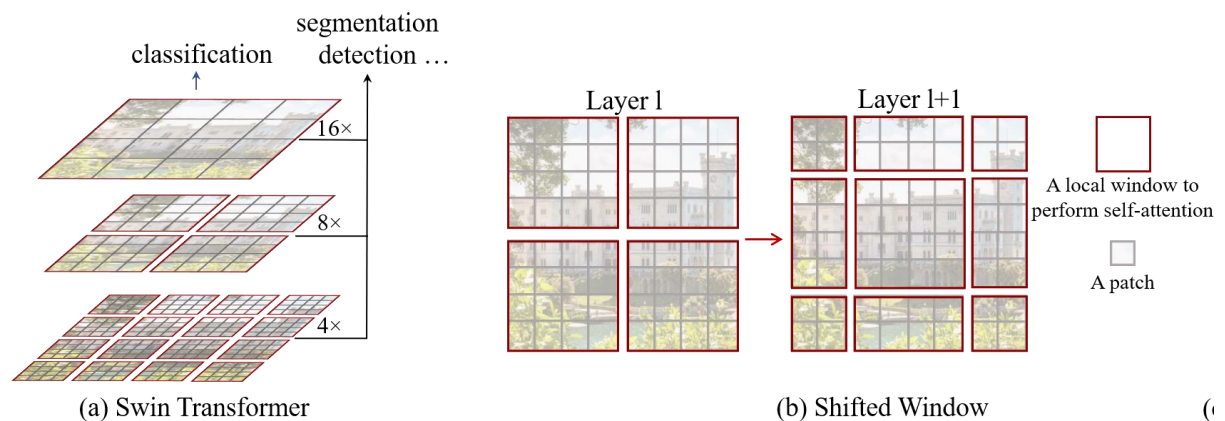 segmentation
classification
detection ...
16×
8×
4×
(a) Swin Transformer
Layer l
Layer l+1
A local window to
perform self-attention
A patch
(b) Shifted Window